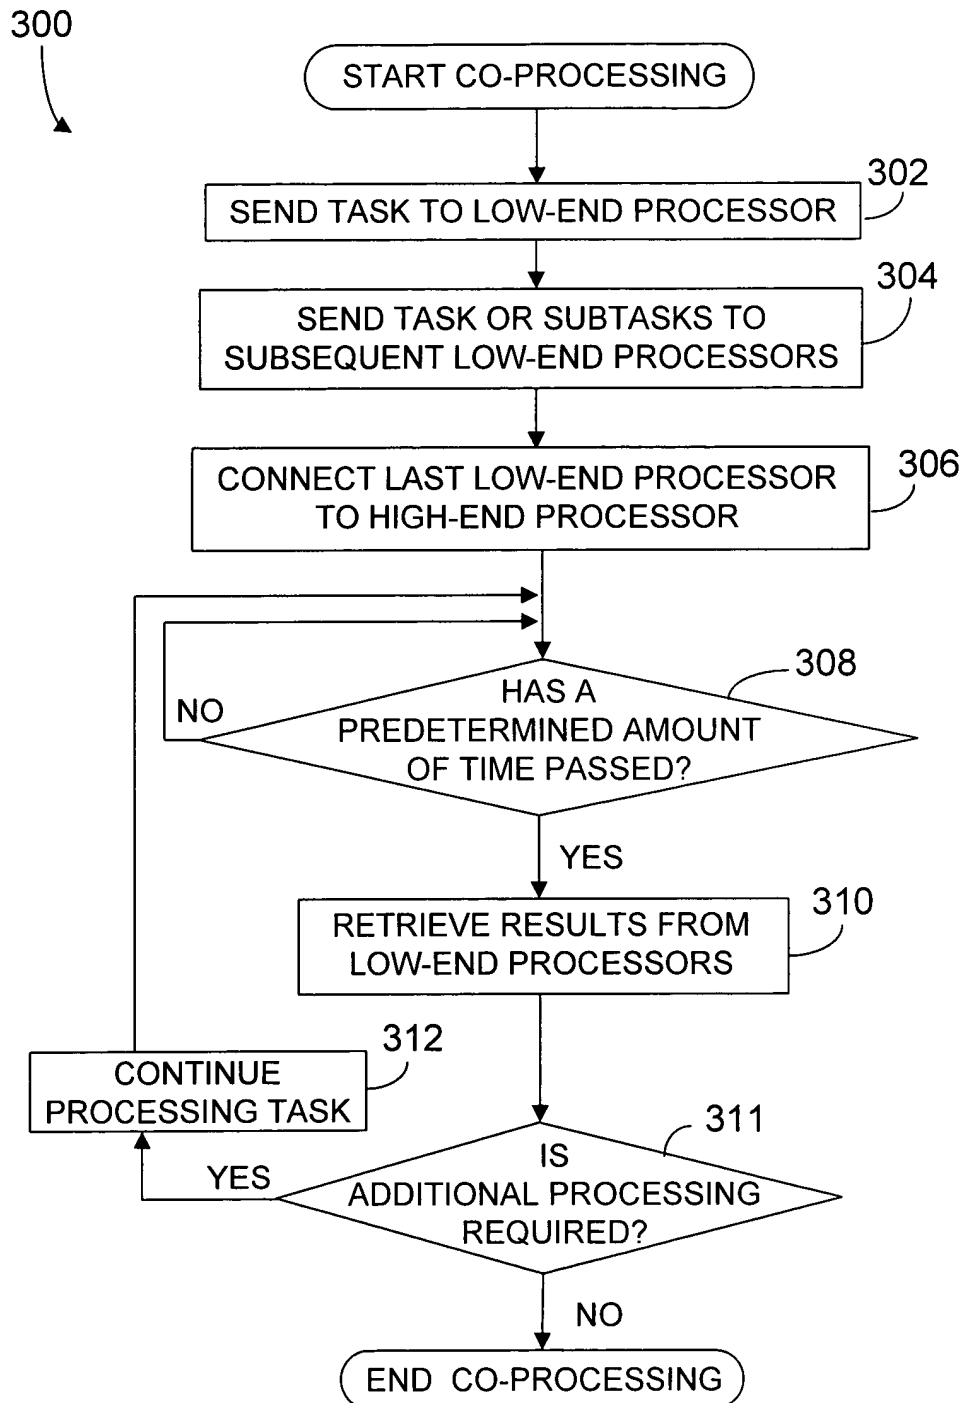 300
START CO-PROCESSING
302
SEND TASK TO LOW-END PROCESSOR
304
SEND TASK OR SUBTASKS TO
SUBSEQUENT LOW-END PROCESSORS
306
CONNECT LAST LOW-END PROCESSOR
TO HIGH-END PROCESSOR
308
HAS A
PREDETERMINED AMOUNT
OF TIME PASSED?
NO
YES
310
RETRIEVE RESULTS FROM
LOW-END PROCESSORS
312
CONTINUE
PROCESSING TASK
311
IS
ADDITIONAL PROCESSING
REQUIRED?
YES
NO
END CO-PROCESSING